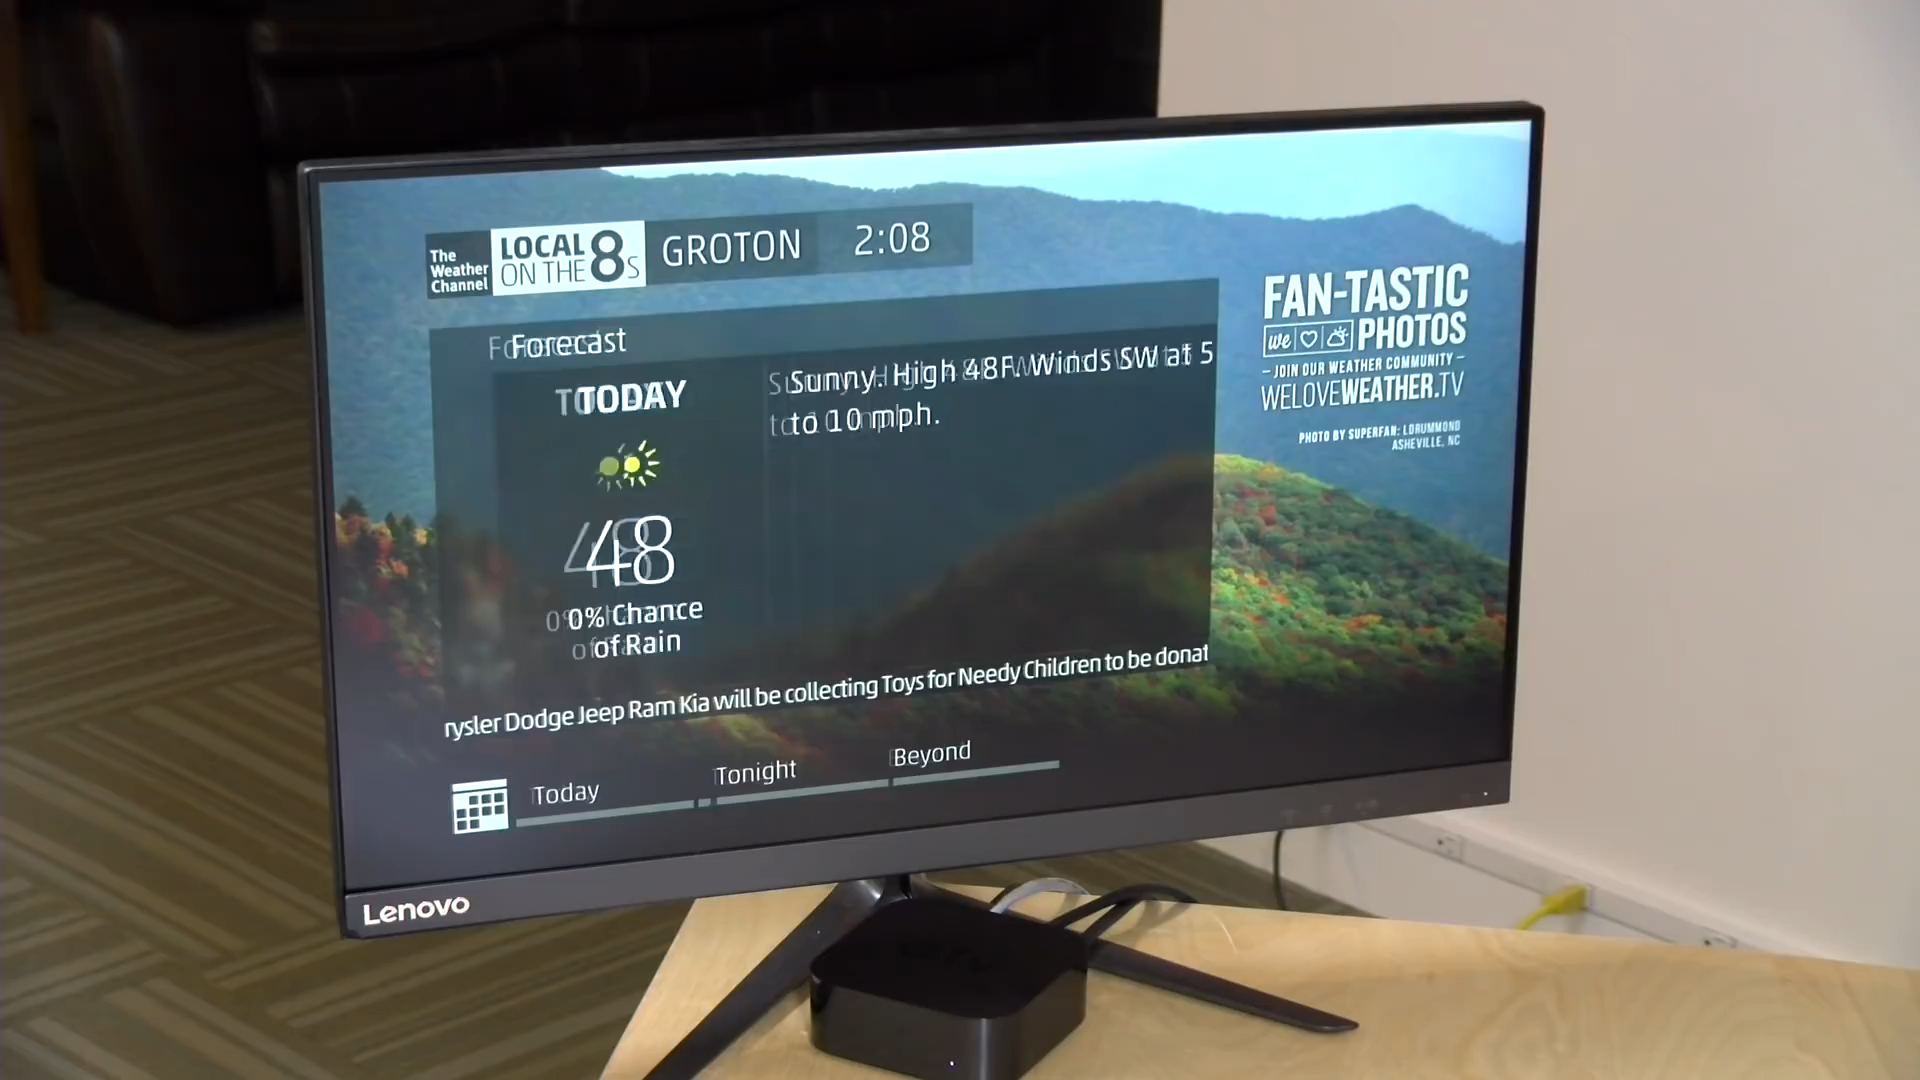 The
Weather
Channel
LOCAL
ON THE 8s
GROTON
2:08
Forecast
TODAY
Sunny. High 48F. Winds SW at 5
to 10 mph.
48
0% Chance
of Rain
rysler Dodge Jeep Ram Kia will be collecting Toys for Needy Children to be donat
Today
Tonight
Beyond
FAN-TASTIC
we PHOTOS
– JOIN OUR WEATHER COMMUNITY –
WELOVEWEATHER.TV
PHOTO BY SUPERFAN: LDRUMMOND
ASHEVILLE, NC
Lenovo